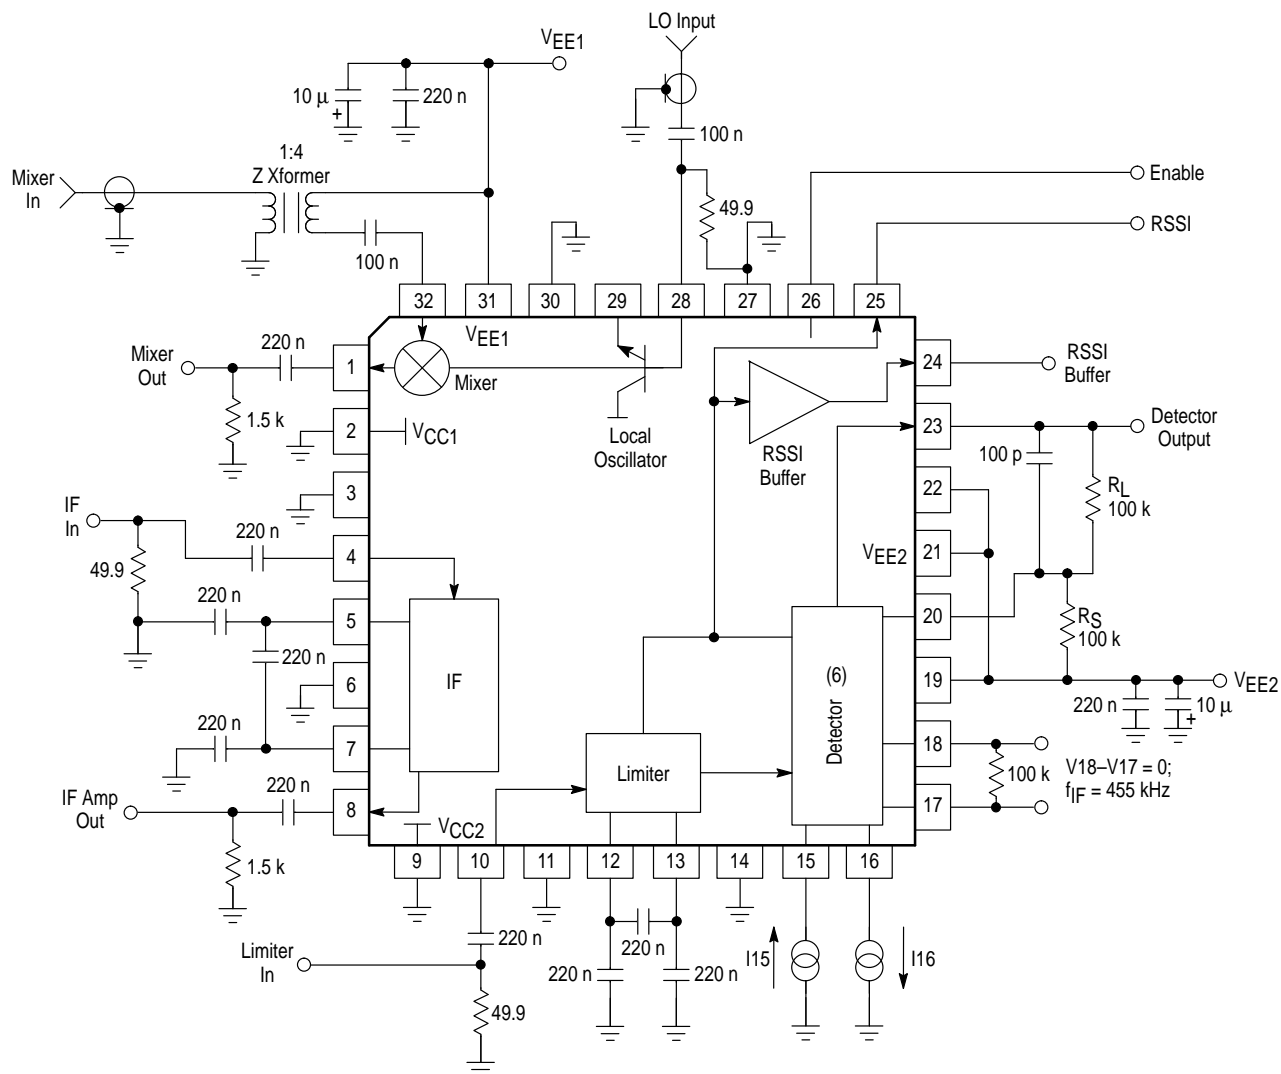 LO Input
VEE1
10 µ
+
220 n
100 n
1:4
Z Xformer
Mixer
In
100 n
49.9
Enable
RSSI
32
31
30
29
28
27
26
25
VEE1
Mixer
Out
220 n
1.5 k
1
Mixer
2
VCC1
3
Local
Oscillator
RSSI
Buffer
24
RSSI
Buffer
23
Detector
Output
100 p
RL
100 k
22
VEE2
21
20
RS
100 k
19
VEE2
220 n
10 µ
+
18
17
100 k
V18–V17 = 0;
fIF = 455 kHz
IF
In
220 n
4
49.9
220 n
5
220 n
6
220 n
7
IF
IF Amp
Out
220 n
8
1.5 k
Limiter
(6)
Detector
VCC2
9
10
11
12
13
14
15
16
220 n
Limiter
In
49.9
220 n
220 n
220 n
I15
I16